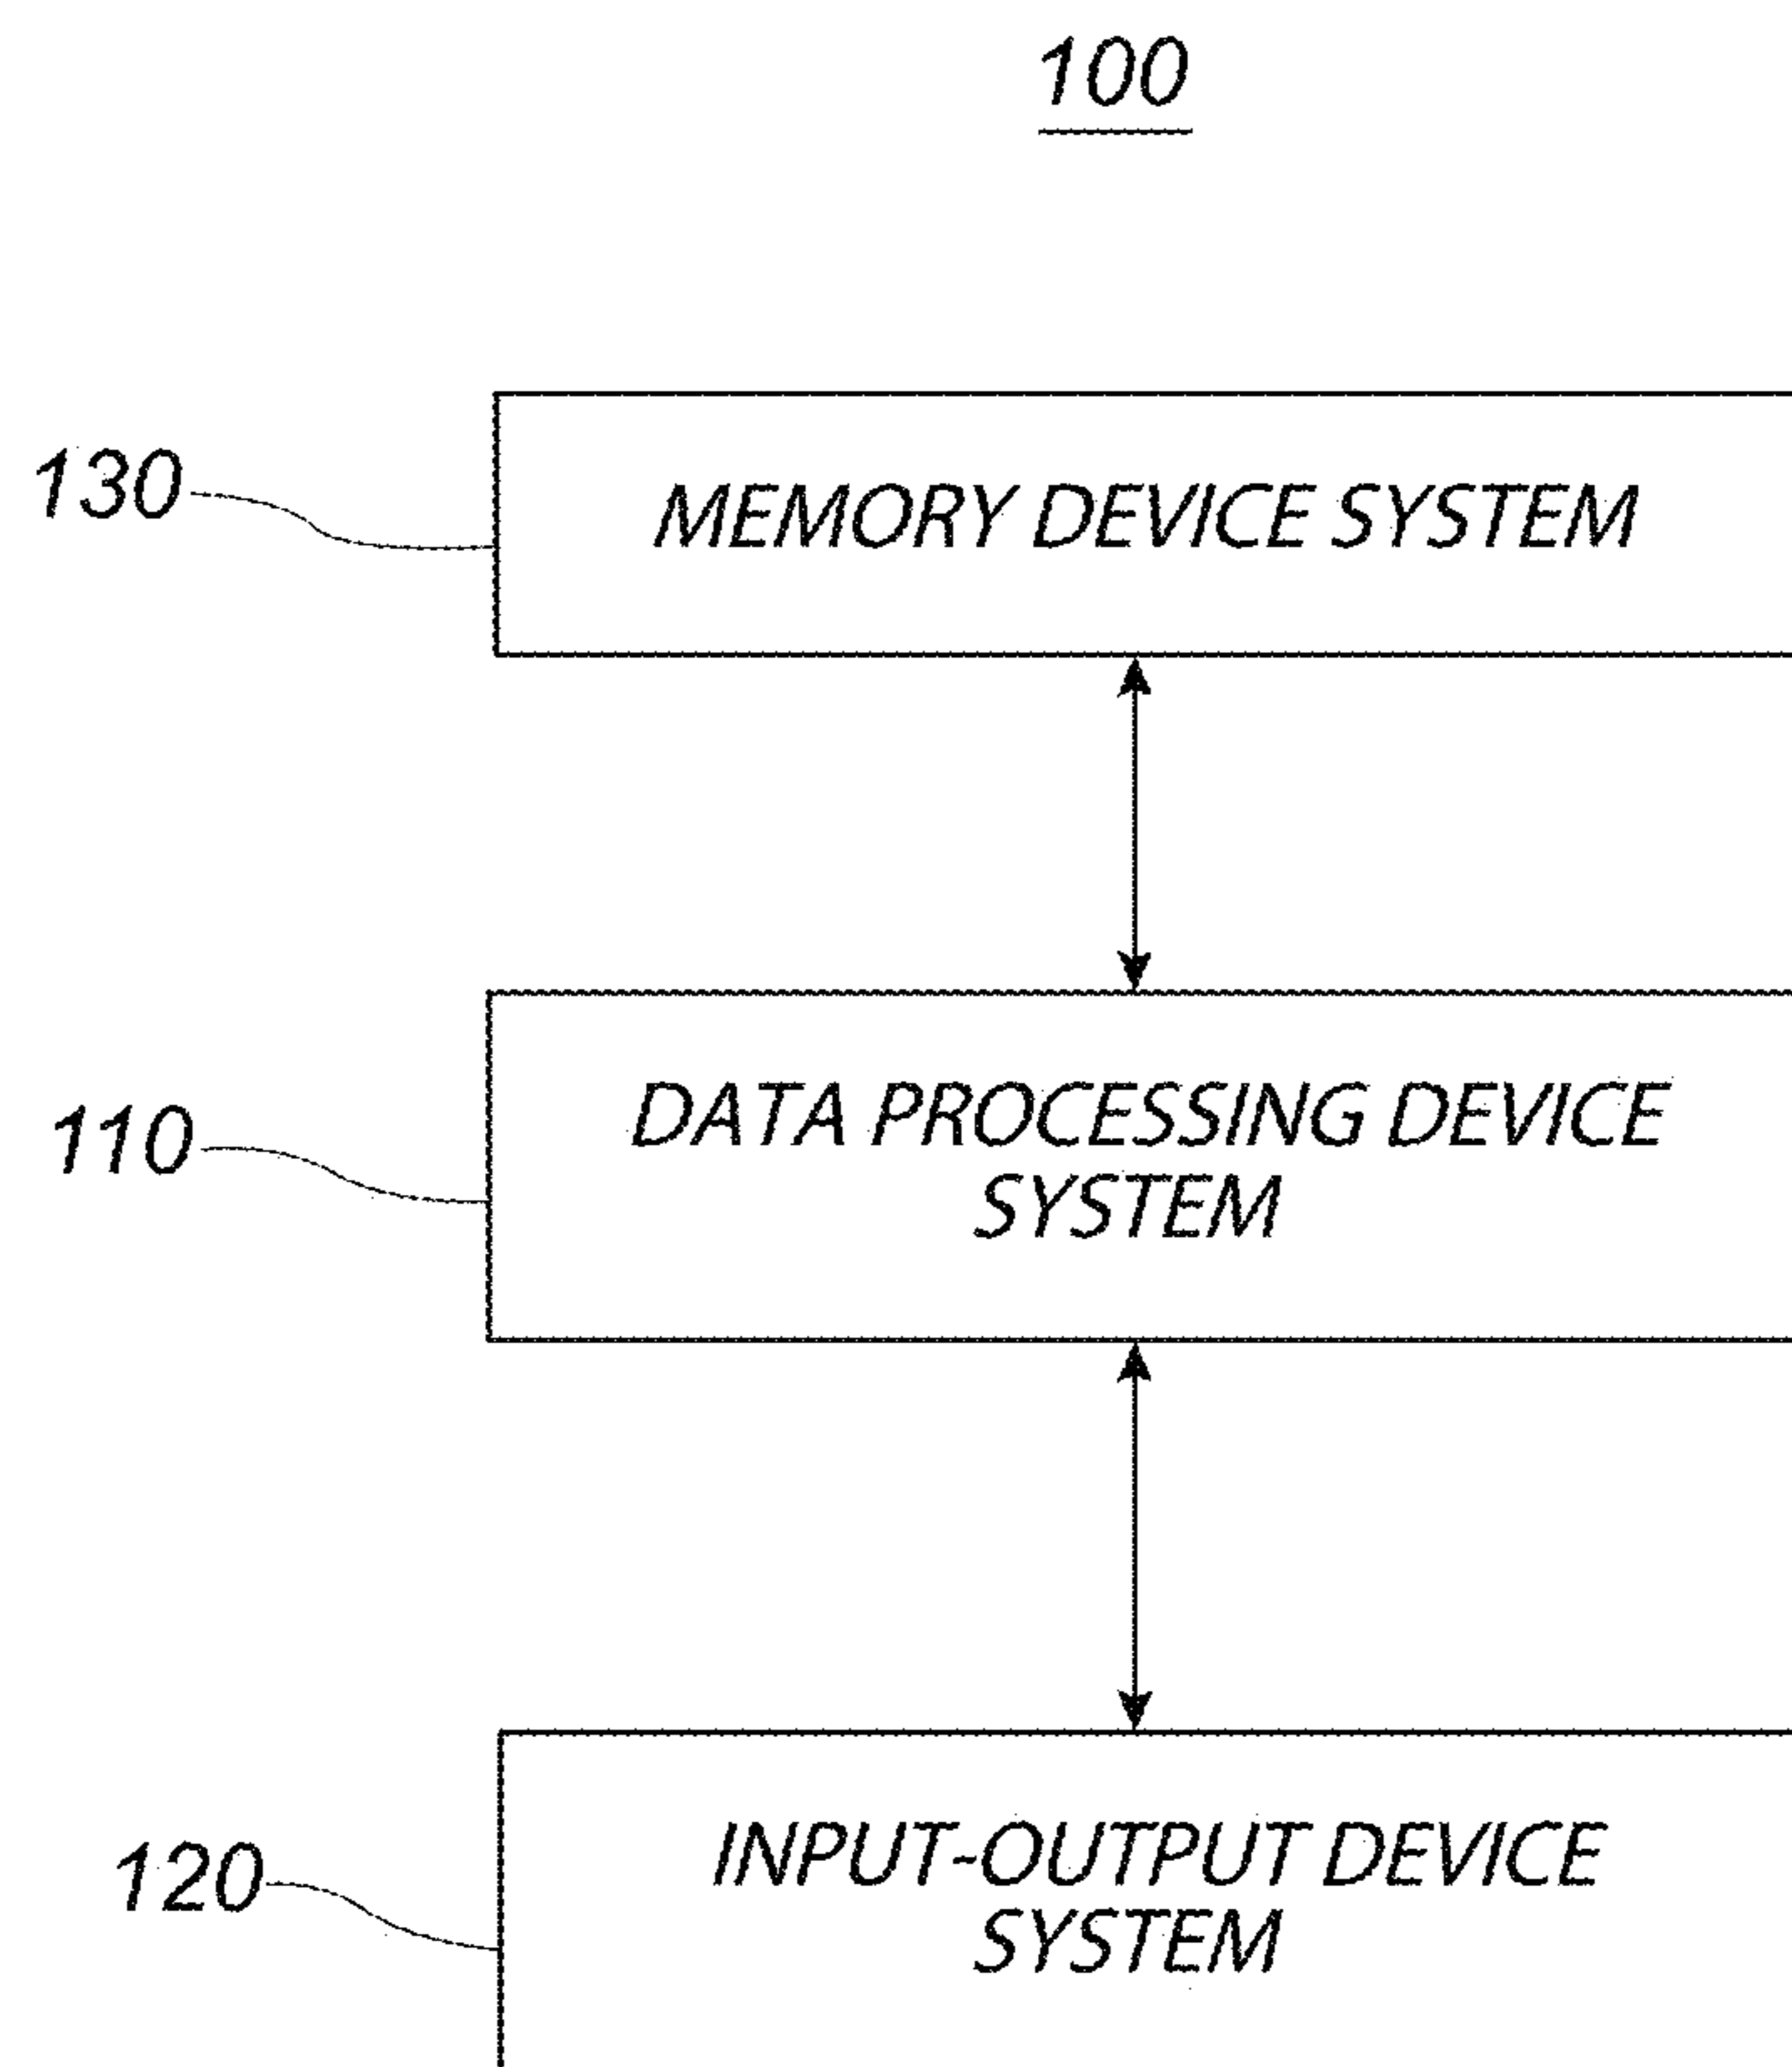 100
130
MEMORY DEVICE SYSTEM
110
DATA PROCESSING DEVICE
SYSTEM
120
INPUT-OUTPUT DEVICE
SYSTEM